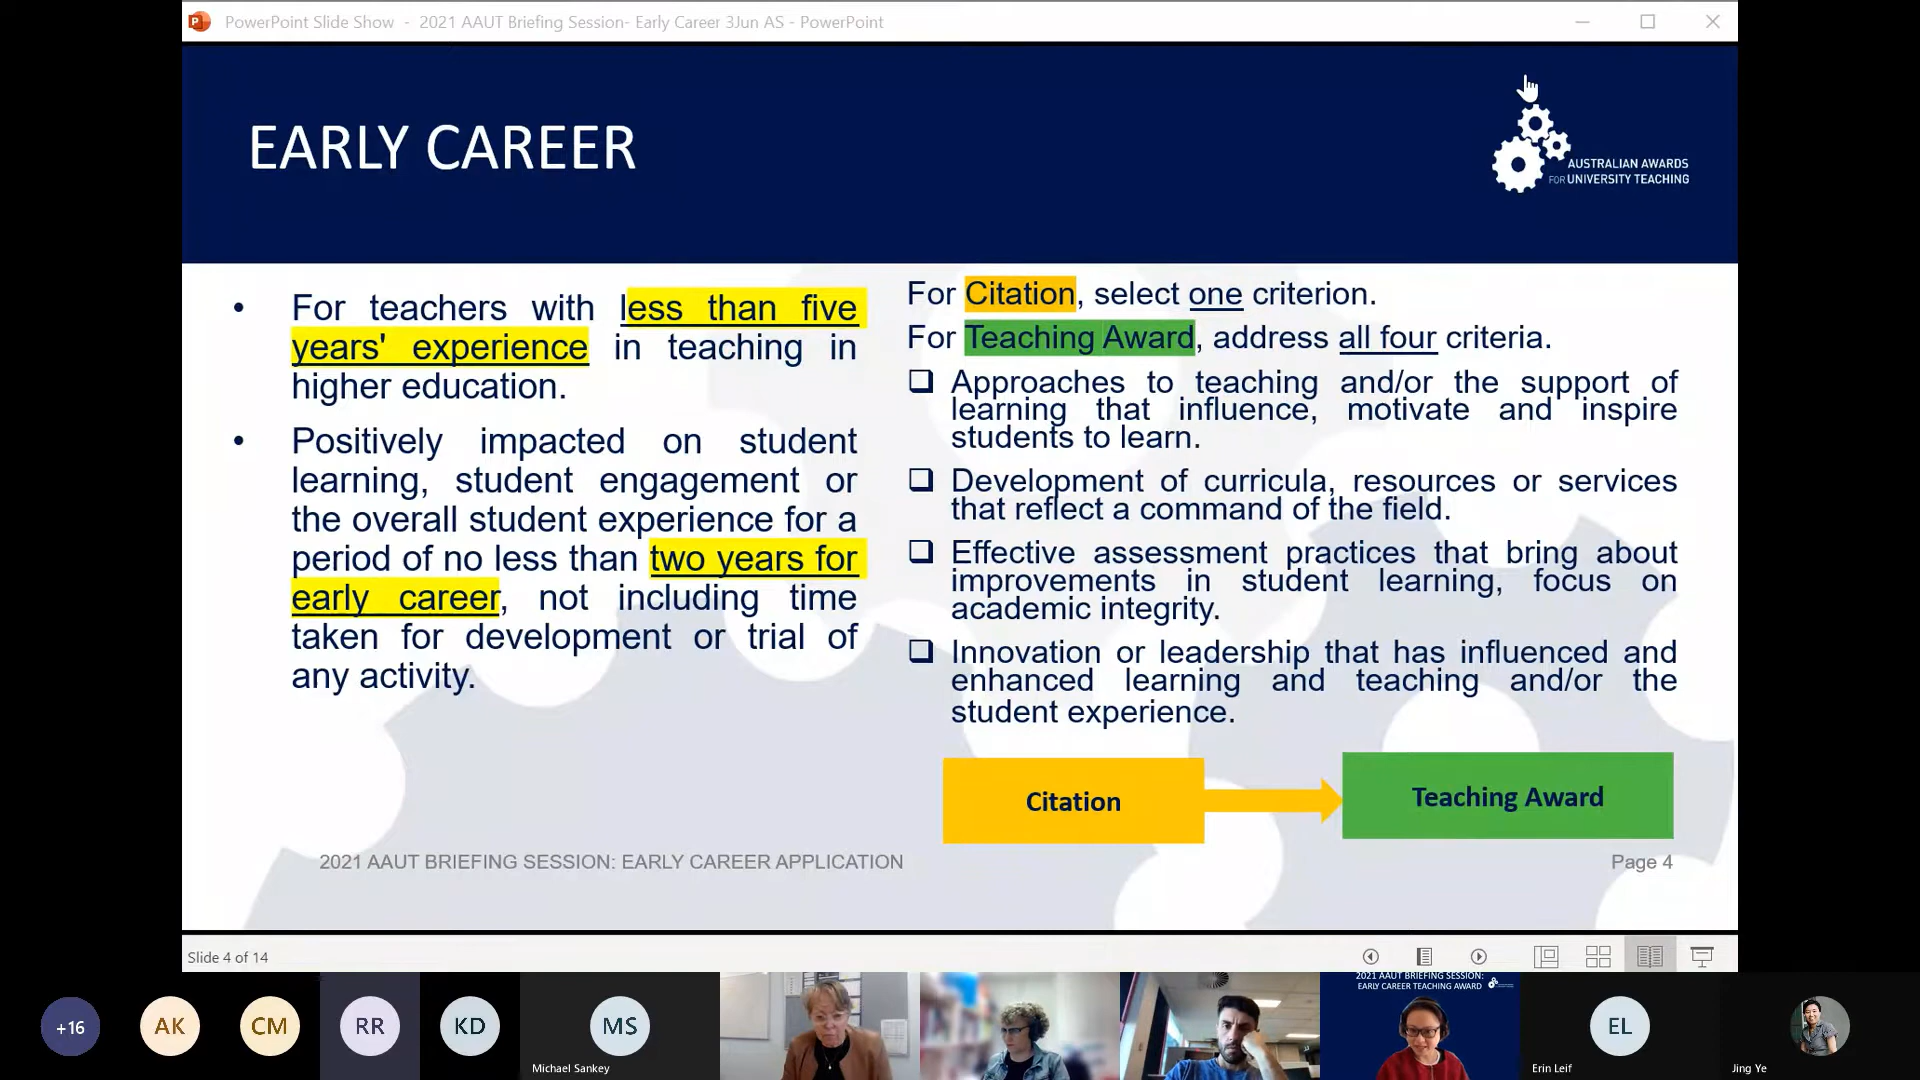 PowerPoint Slide Show - 2021 AAUT Briefing Session- Early Career 3Jun AS - PowerPoint
EARLY CAREER
AUSTRALIAN AWARDS
FOR UNIVERSITY TEACHING
• For teachers with less than five
years' experience in teaching in
higher education.
• Positively impacted on student
learning, student engagement or
the overall student experience for a
period of no less than two years for
early career, not including time
taken for development or trial of
any activity.
For Citation, select one criterion.
For Teaching Award, address all four criteria.
❑ Approaches to teaching and/or the support of
learning that influence, motivate and inspire
students to learn.
❑ Development of curricula, resources or services
that reflect a command of the field.
❑ Effective assessment practices that bring about
improvements in student learning, focus on
academic integrity.
❑ Innovation or leadership that has influenced and
enhanced learning and teaching and/or the
student experience.
Citation
Teaching Award
2021 AAUT BRIEFING SESSION: EARLY CAREER APPLICATION
Page 4
Slide 4 of 14
+16
AK
CM
RR
KD
MS
Michael Sankey
2021 AAUT BRIEFING SESSION:
EARLY CAREER TEACHING AWARD
EL
Erin Leif
Jing Ye